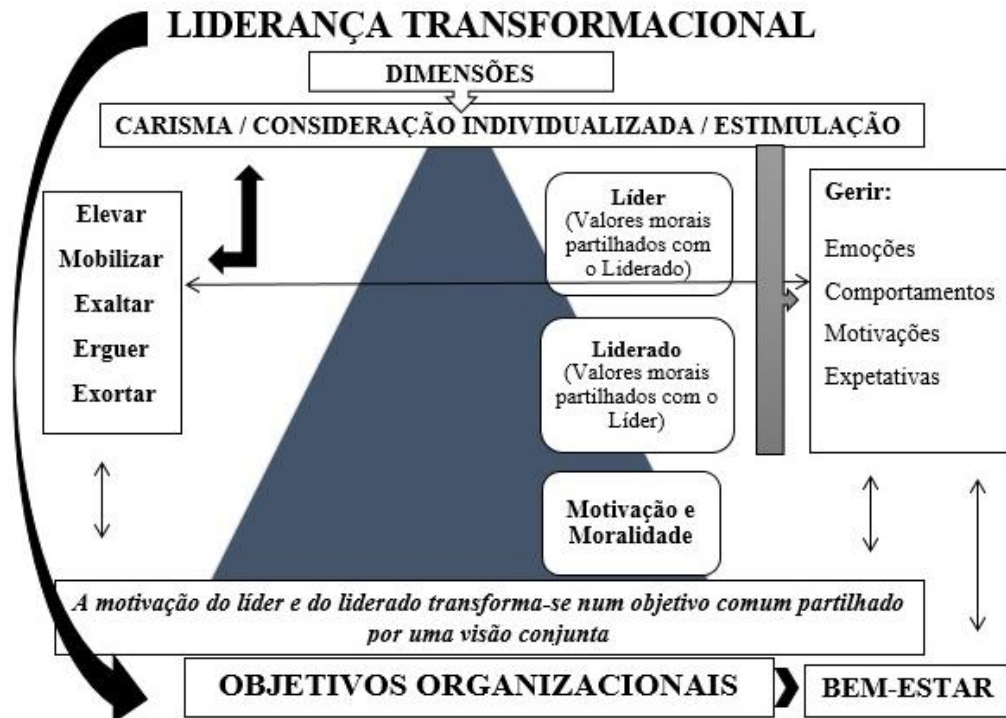 LIDERANÇA TRANSFORMACIONAL
DIMENSÕES
CARISMA / CONSIDERAÇÃO INDIVIDUALIZADA / ESTIMULAÇÃO
Elevar
Mobilizar
Exaltar
Erguer
Exortar
Líder
(Valores morais
partilhados com
o Liderado)
Liderado
(Valores morais
partilhados com o
Líder)
Motivação e
Moralidade
Gerir:
Emoções
Comportamentos
Motivações
Expetativas
A motivação do líder e do liderado transforma-se num objetivo comum partilhado
por uma visão conjunta
OBJETIVOS ORGANIZACIONAIS
BEM-ESTAR